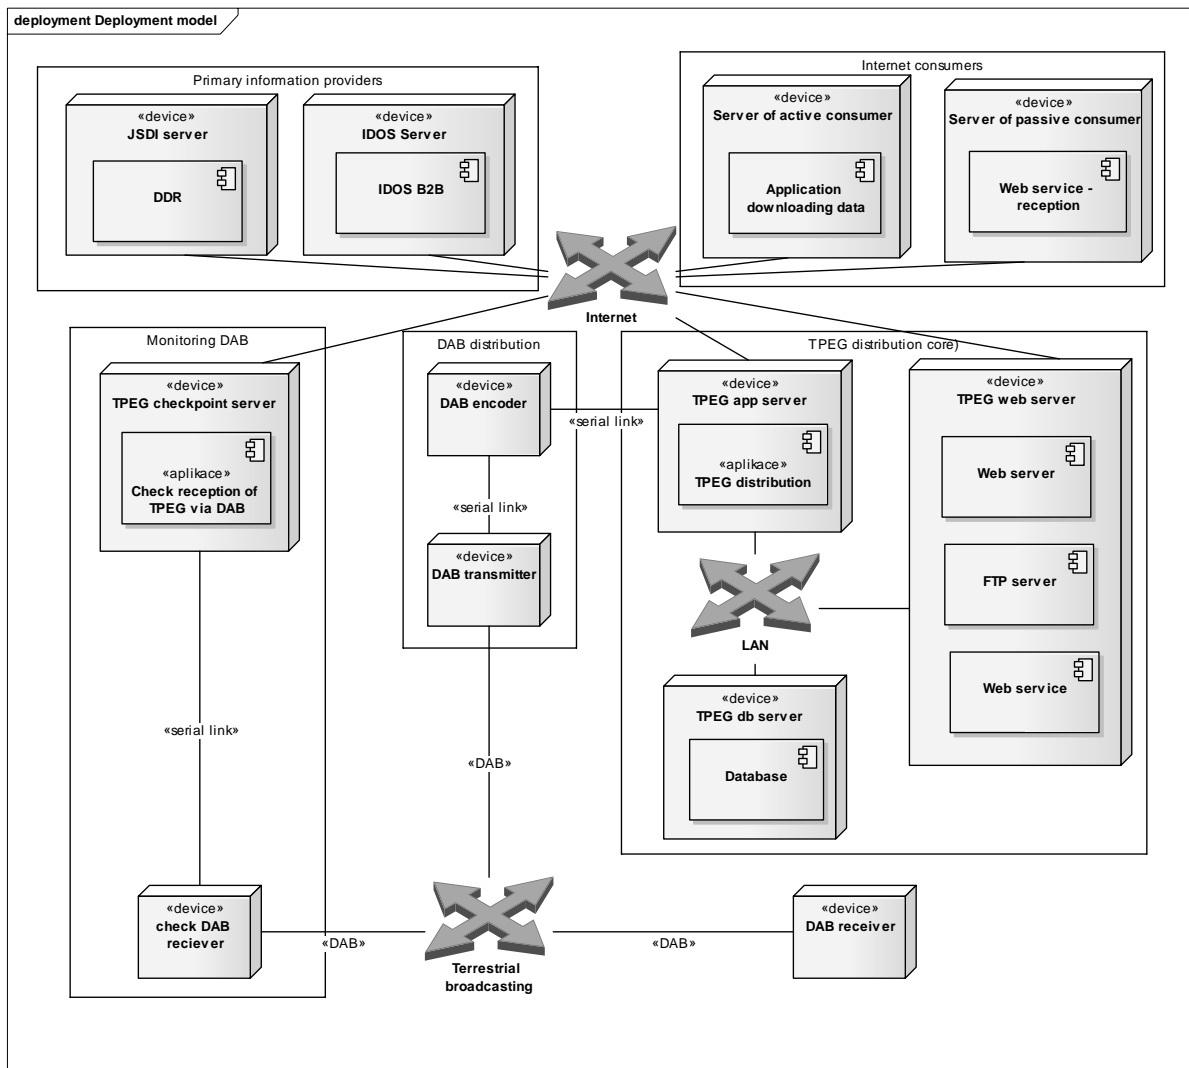 deployment Deployment model
Primary information providers
«device»
JSDI server
DDR
«device»
IDOS Server
IDOS B2B
Internet consumers
«device»
Server of active consumer
Application
downloading data
«device»
Server of passive consumer
Web service -
reception
Internet
Monitoring DAB
«device»
TPEG checkpoint server
«aplikace»
Check reception of
TPEG via DAB
«serial link»
«device»
check DAB
reciever
DAB distribution
«device»
DAB encoder
«serial link»
«device»
DAB transmitter
«DAB»
«serial link»
TPEG distribution core)
«device»
TPEG app server
«aplikace»
TPEG distribution
LAN
«device»
TPEG db server
Database
«device»
TPEG web server
Web server
FTP server
Web service
«DAB»
Terrestrial
broadcasting
«DAB»
«device»
DAB receiver